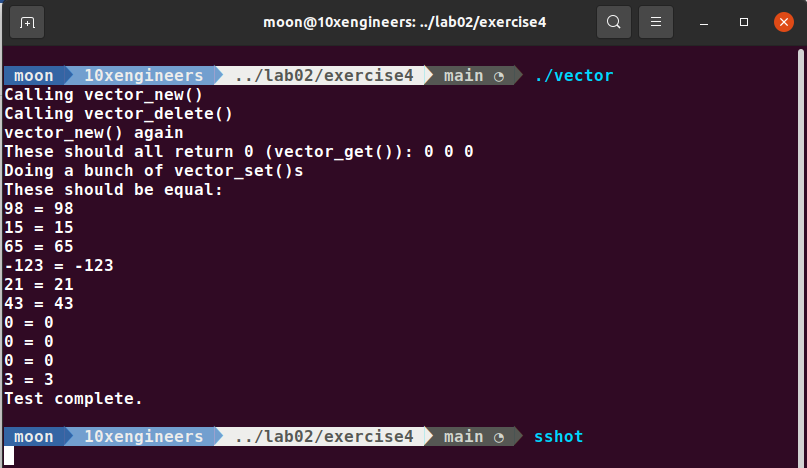 moon@10xengineers: ../lab02/exercise4
moon 10xengineers ../lab02/exercise4 main ./vector
Calling vector_new()
Calling vector_delete()
vector_new() again
These should all return 0 (vector_get()): 0 0 0
Doing a bunch of vector_set()s
These should be equal:
98 = 98
15 = 15
65 = 65
-123 = -123
21 = 21
43 = 43
0 = 0
0 = 0
0 = 0
3 = 3
Test complete.
moon 10xengineers ../lab02/exercise4 main sshot